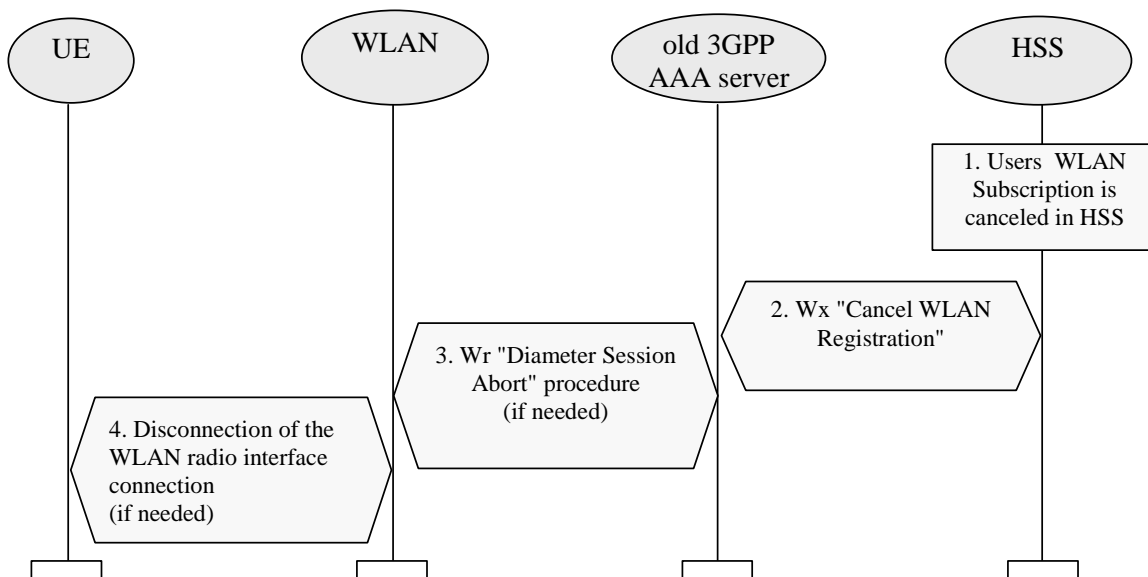 UE
WLAN
old 3GPP
AAA server
HSS
1. Users WLAN
Subscription is
canceled in HSS
2. Wx "Cancel WLAN
Registration"
3. Wr "Diameter Session
Abort" procedure
(if needed)
4. Disconnection of the
WLAN radio interface
connection
(if needed)